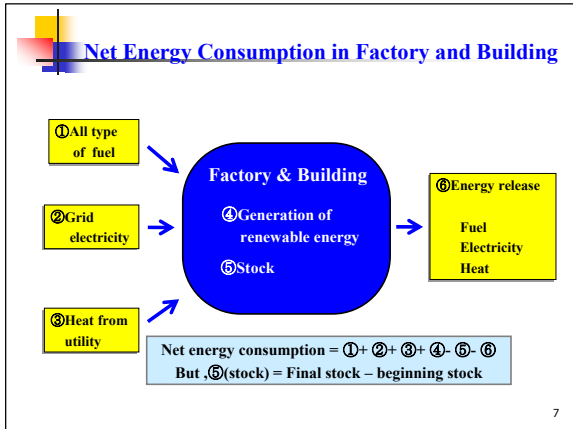 Net Energy Consumption in Factory and Building
①All type
of fuel
②Grid
electricity
③Heat from
utility
Factory & Building
④Generation of
renewable energy
⑤Stock
⑥Energy release
Fuel
Electricity
Heat
Net energy consumption = ①+ ②+ ③+ ④- ⑤- ⑥
But ,⑤(stock) = Final stock – beginning stock
7